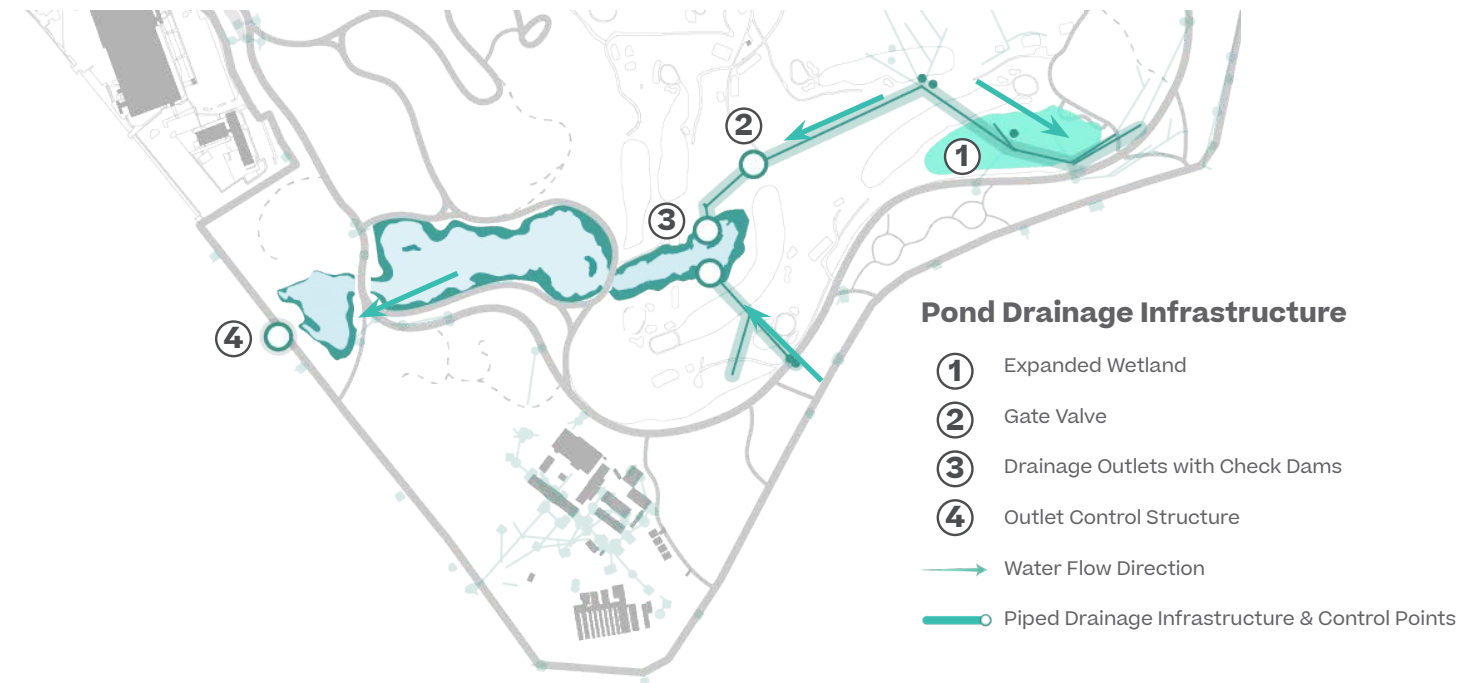 2
1
3
4
Pond Drainage Infrastructure
1 Expanded Wetland
2 Gate Valve
3 Drainage Outlets with Check Dams
4 Outlet Control Structure
Water Flow Direction
Piped Drainage Infrastructure & Control Points